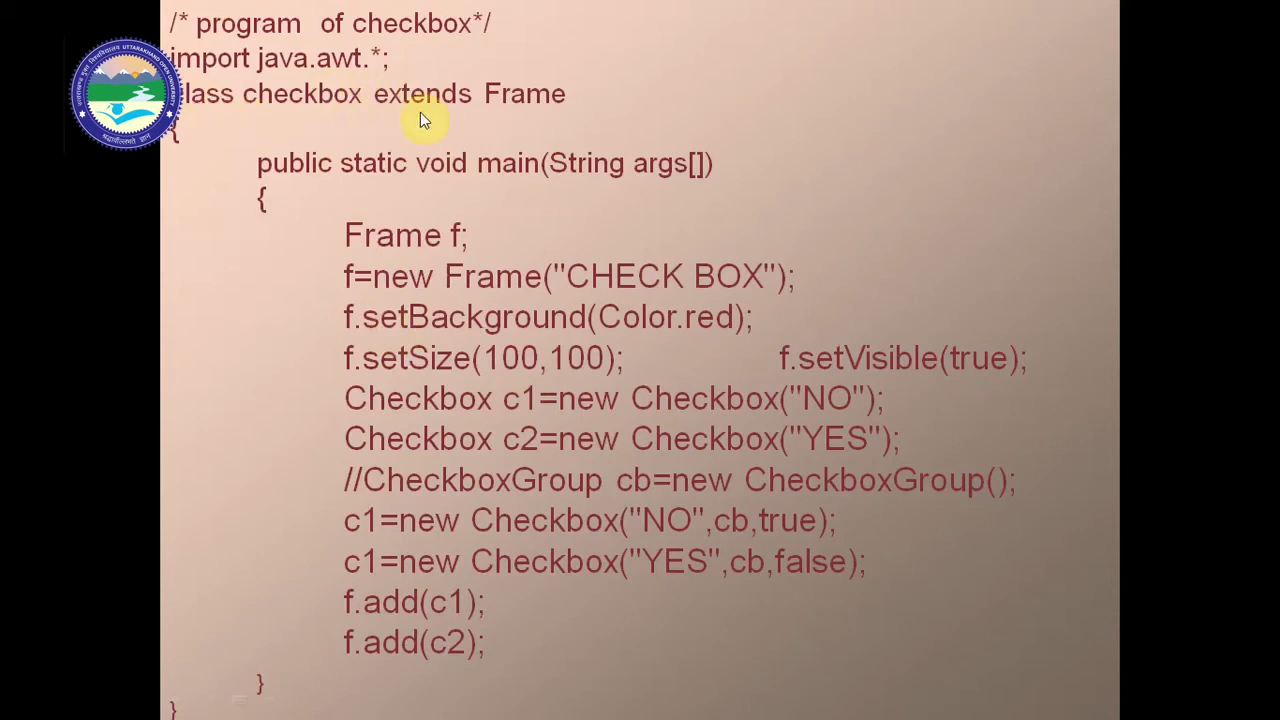 /* program of checkbox*/
import java.awt.*;
class checkbox extends Frame
{
public static void main(String args[])
{
Frame f;
f=new Frame("CHECK BOX");
f.setBackground(Color.red);
f.setSize(100,100); f.setVisible(true);
Checkbox c1=new Checkbox("NO");
Checkbox c2=new Checkbox("YES");
//CheckboxGroup cb=new CheckboxGroup();
c1=new Checkbox("NO",cb,true);
c1=new Checkbox("YES",cb,false);
f.add(c1);
f.add(c2);
}
}
UTTARAKHAND OPEN UNIVERSITY